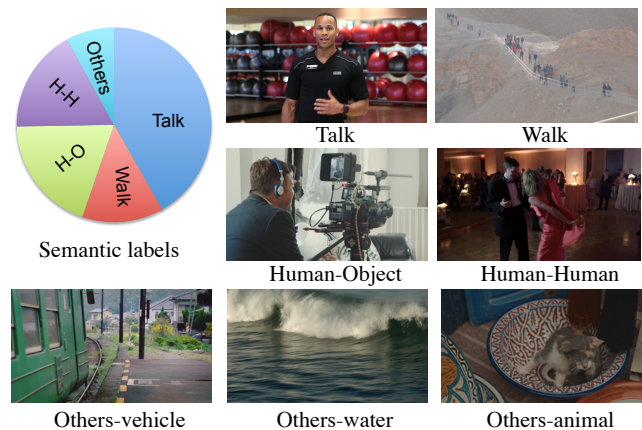 Others
H-H
Talk
H-O
Walk
Semantic labels
Talk
Walk
Human-Object
Human-Human
Others-vehicle
Others-water
Others-animal